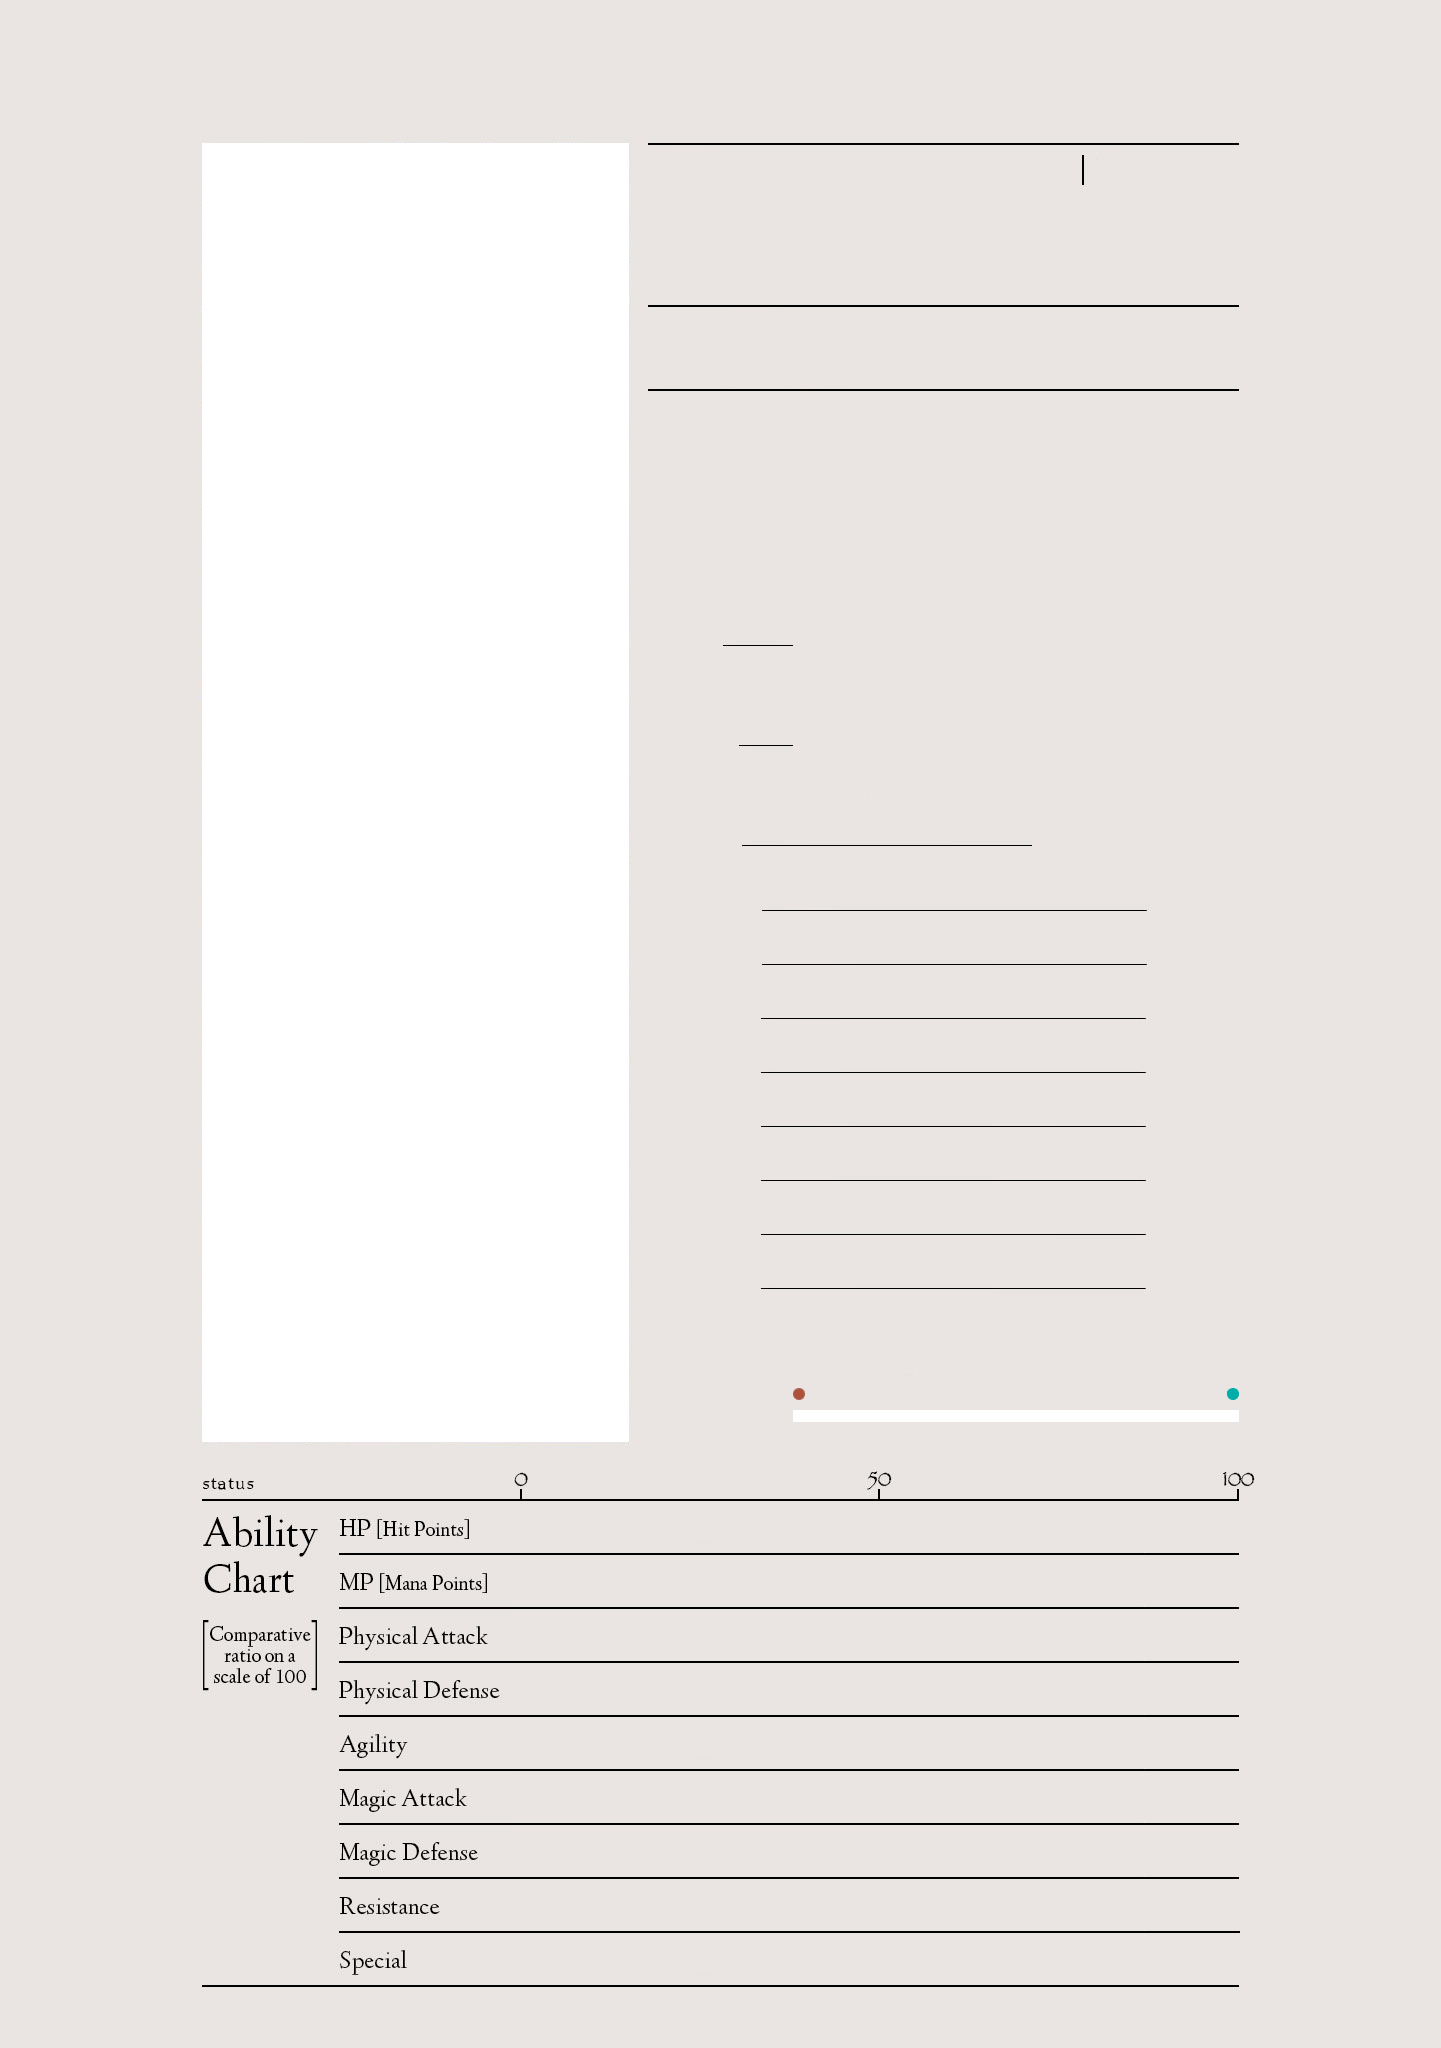 status 0 50 100
Ability
Chart
[Comparative
ratio on a
scale of 100]
HP [Hit Points]
MP [Mana Points]
Physical Attack
Physical Defense
Agility
Magic Attack
Magic Defense
Resistance
Special